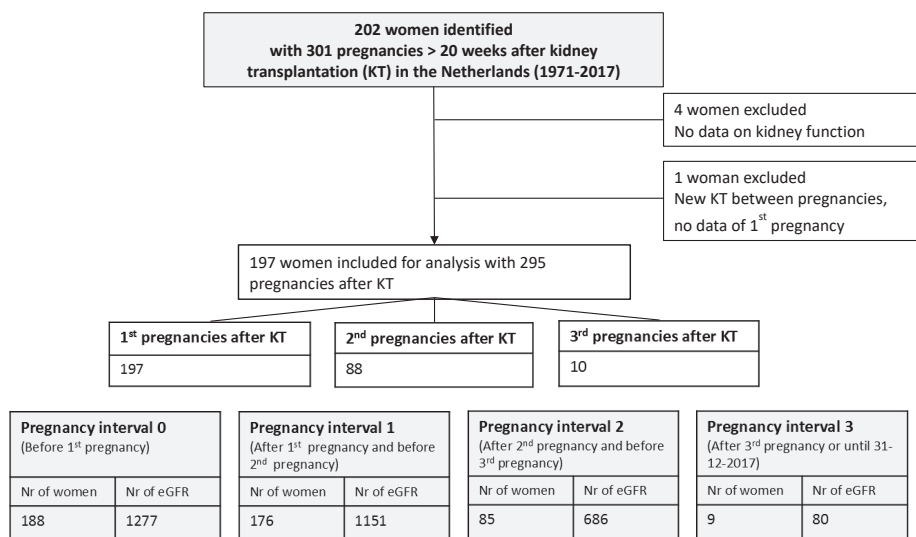 202 women identified
with 301 pregnancies > 20 weeks after kidney
transplantation (KT) in the Netherlands (1971-2017)
4 women excluded
No data on kidney function
1 woman excluded
New KT between pregnancies,
no data of 1st pregnancy
197 women included for analysis with 295
pregnancies after KT
1st pregnancies after KT
197
2nd pregnancies after KT
88
3rd pregnancies after KT
10
Pregnancy interval 0
(Before 1st pregnancy)
Nr of women Nr of eGFR
188 1277
Pregnancy interval 1
(After 1st pregnancy and before
2nd pregnancy)
Nr of women Nr of eGFR
176 1151
Pregnancy interval 2
(After 2nd pregnancy and before
3rd pregnancy)
Nr of women Nr of eGFR
85 686
Pregnancy interval 3
(After 3rd pregnancy or until 31-
12-2017)
Nr of women Nr of eGFR
9 80